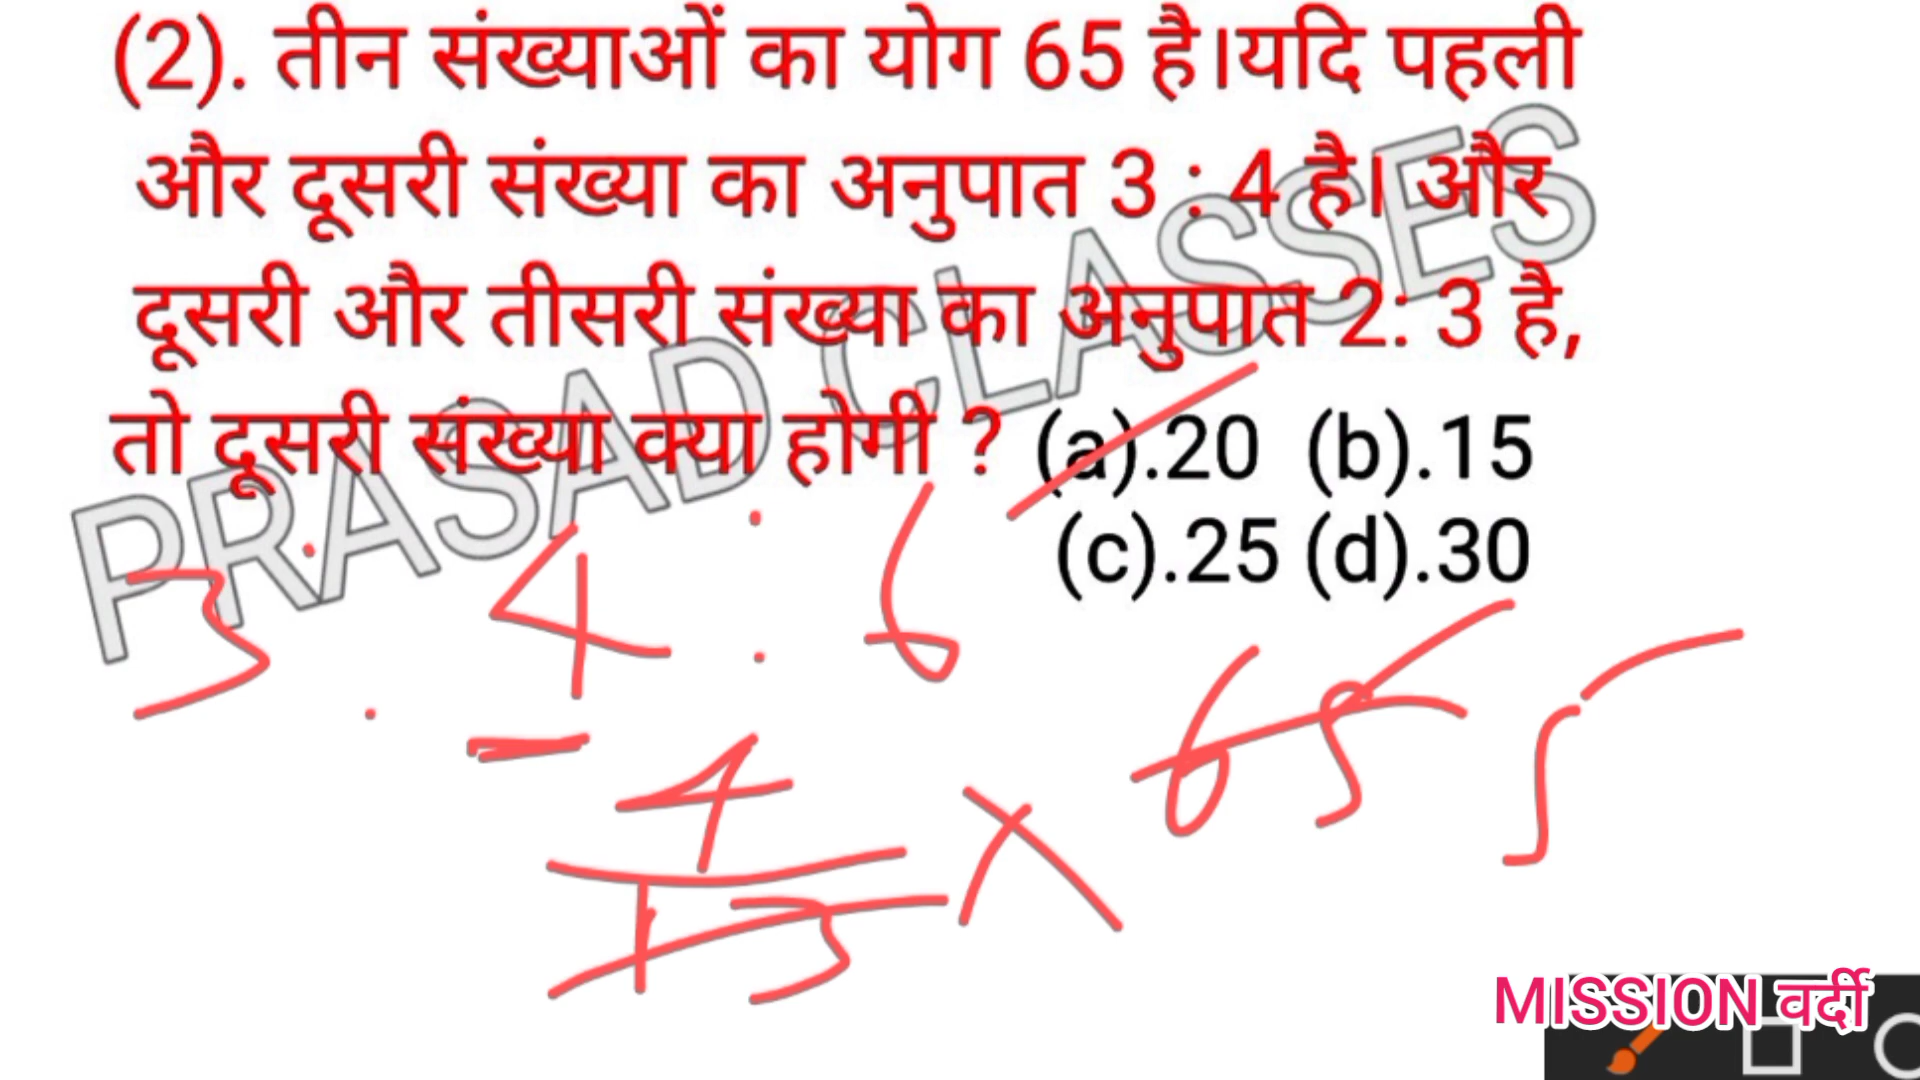 (2). तीन संख्याओं का योग 65 है।यदि पहली
और दूसरी संख्या का अनुपात 3 : 4 है। और
दूसरी और तीसरी संख्या का अनुपात 2: 3 है,
तो दूसरी संख्या क्या होगी ? (a).20 (b).15
(c).25 (d).30
PRASAD CLASSES
3 : 4 : 6
4
13
×
65 5
MISSION वर्दी